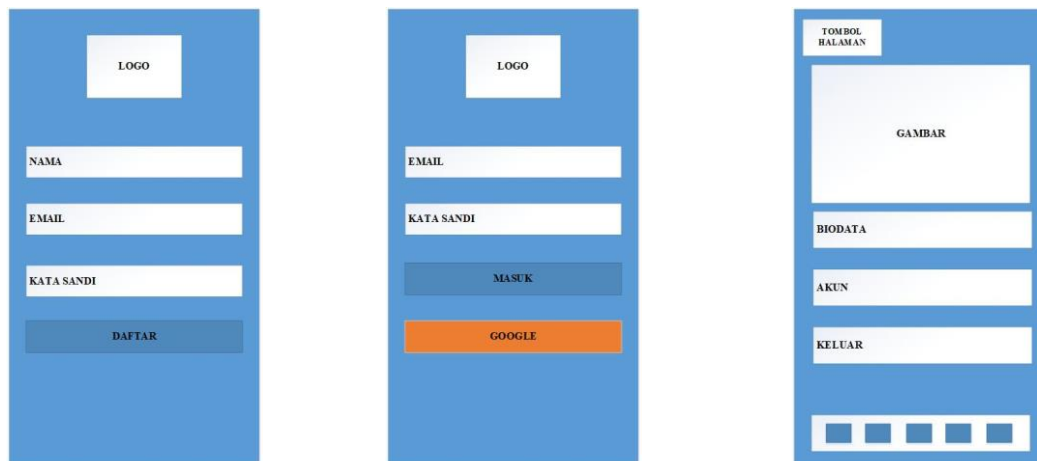 LOGO
NAMA
EMAIL
KATA SANDI
DAFTAR
LOGO
EMAIL
KATA SANDI
MASUK
GOOGLE
TOMBOL
HALAMAN
GAMBAR
BIODATA
AKUN
KELUAR